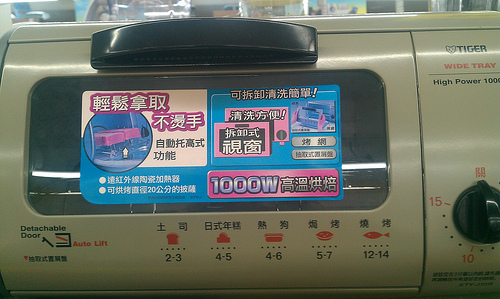 輕鬆拿取
不燙手
自動托高式
功能
●遠紅外線陶瓷加熱器
●可烘烤直徑20公分的披薩
可拆卸清洗簡單!
清洗方便!
拆卸式
視窗
烤 網
抽取式置屑盤
1000W 高溫烘焙
TIGER
WIDE TRAY
High Power 100
關
15
10
Detachable
Door
Auto Lift
抽取式置屑盤
土 司 日式年糕 熱 狗 焗 烤 燒 烤
2-3 4-5 4-6 5-7 12-14